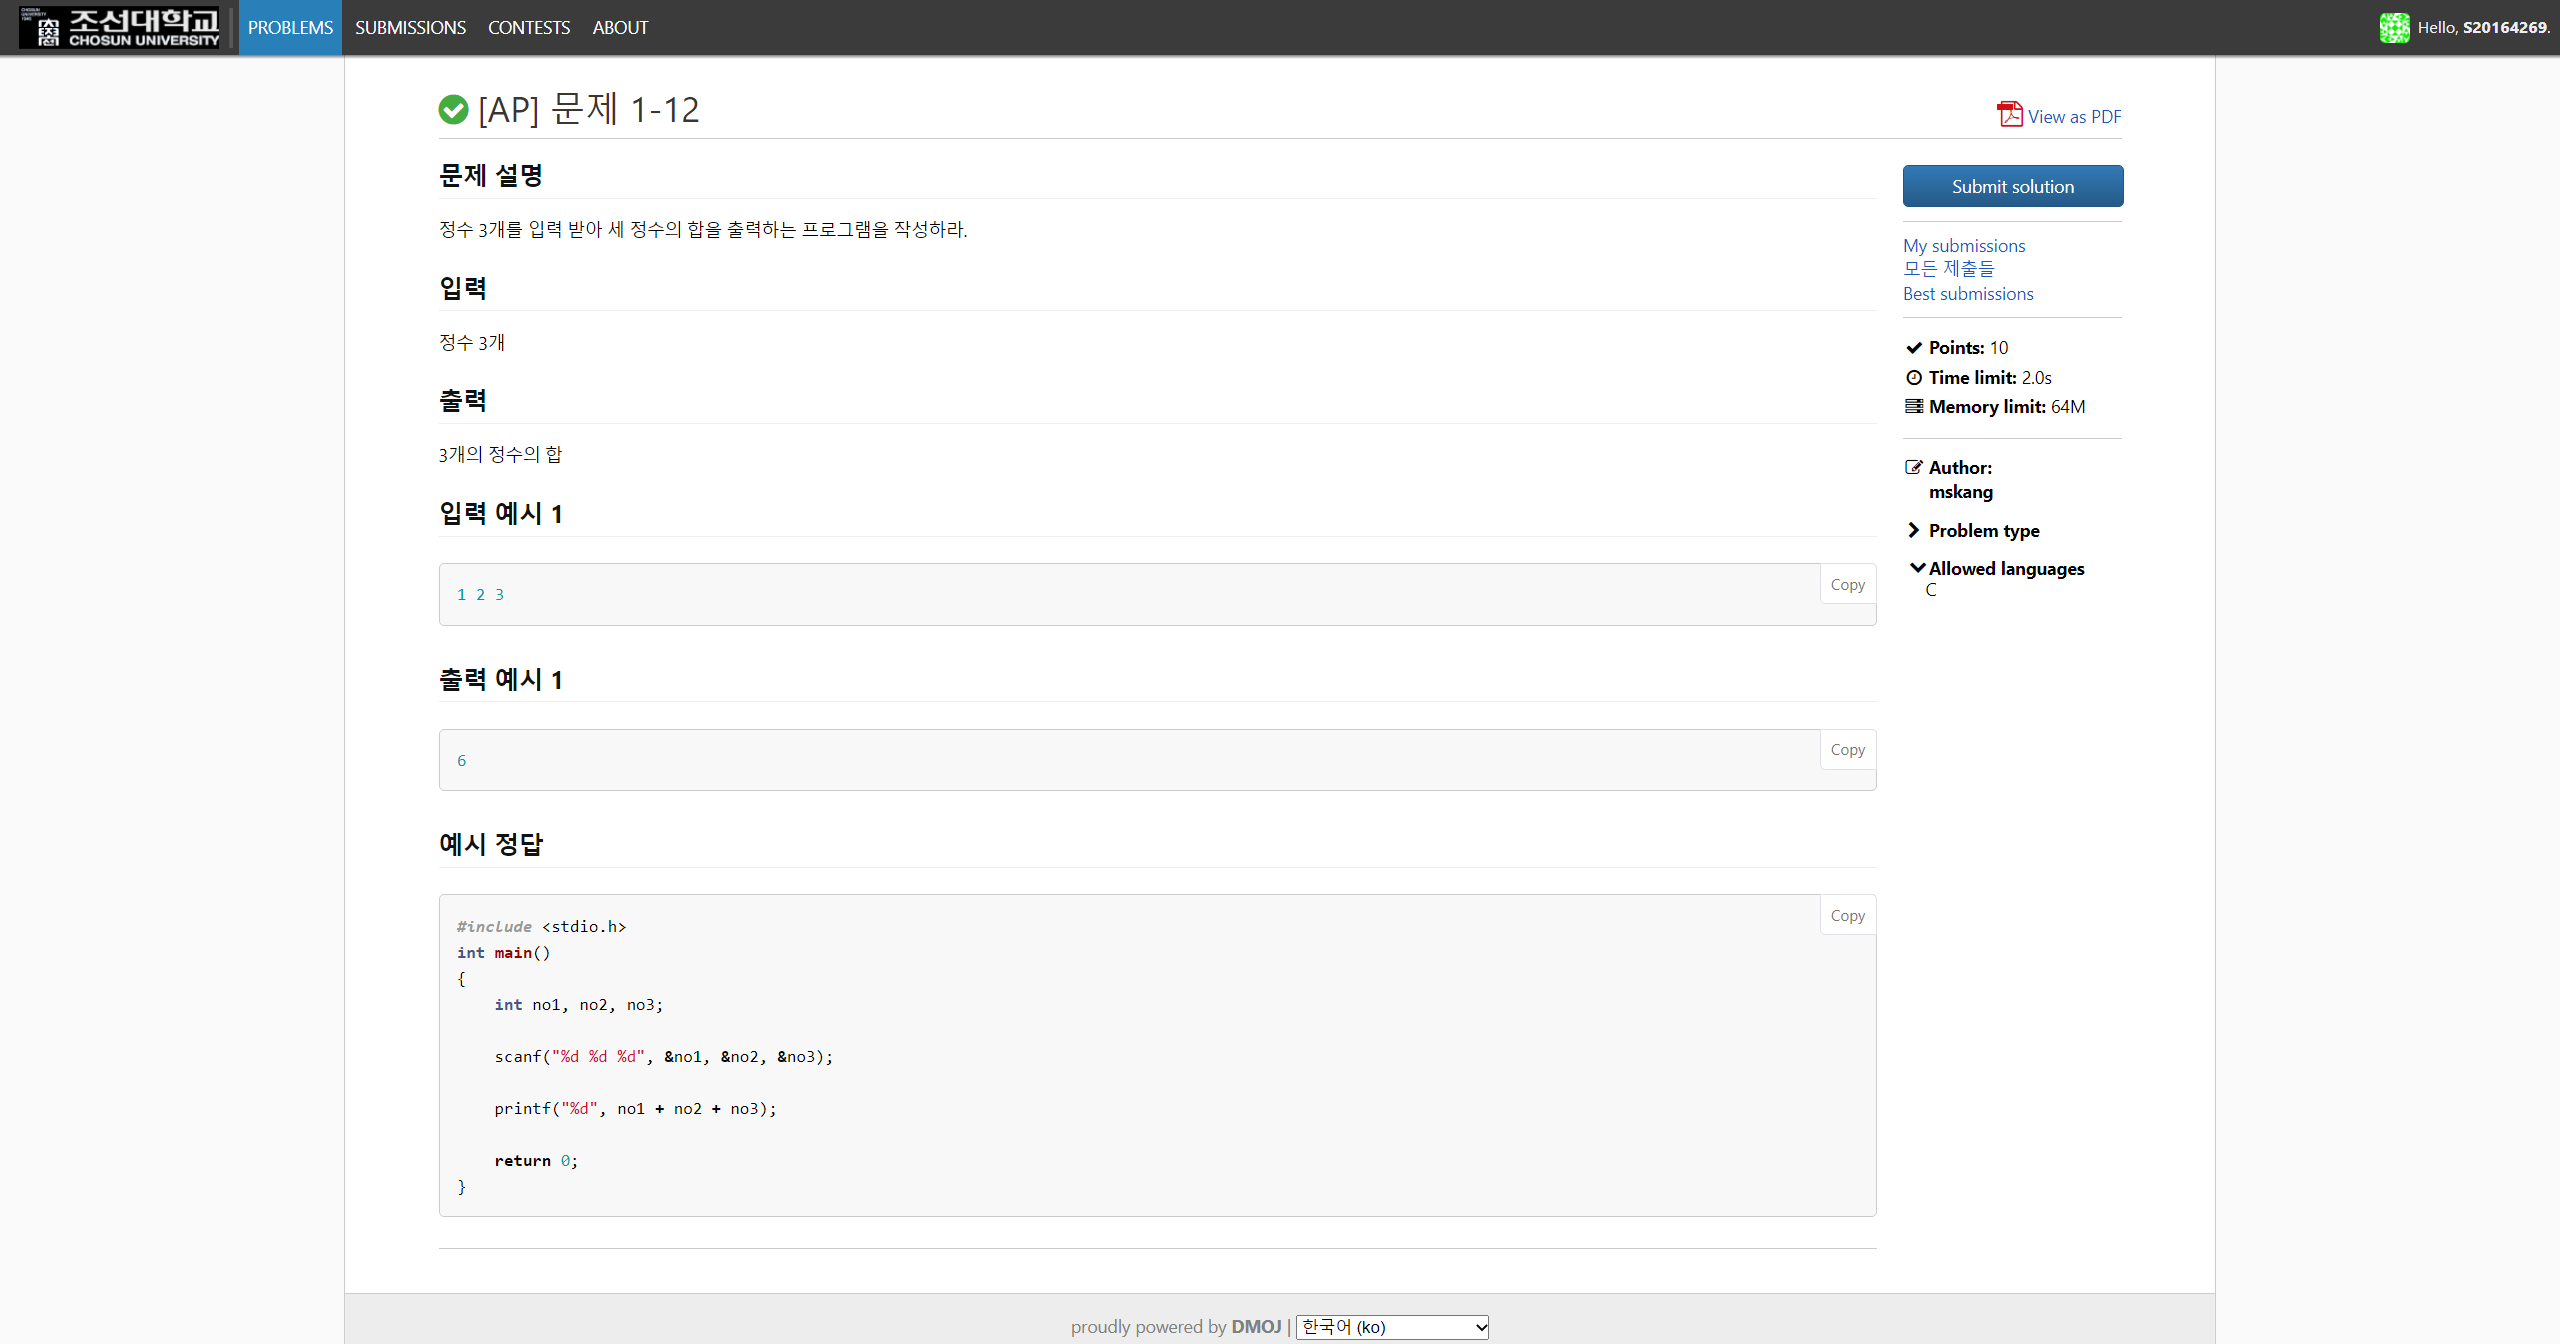 조선대학교
CHOSUN UNIVERSITY
PROBLEMS SUBMISSIONS CONTESTS ABOUT
Hello, S20164269.
[AP] 문제 1-12
View as PDF
문제 설명
정수 3개를 입력 받아 세 정수의 합을 출력하는 프로그램을 작성하라.
입력
정수 3개
출력
3개의 정수의 합
입력 예시 1
Copy
1 2 3
출력 예시 1
Copy
6
예시 정답
Copy
#include <stdio.h>
int main()
{
    int no1, no2, no3;
    scanf("%d %d %d", &no1, &no2, &no3);
    printf("%d", no1 + no2 + no3);
    return 0;
}
Submit solution
My submissions
모든 제출들
Best submissions
Points: 10
Time limit: 2.0s
Memory limit: 64M
Author:
mskang
Problem type
Allowed languages
C
proudly powered by DMOJ | 한국어 (ko)